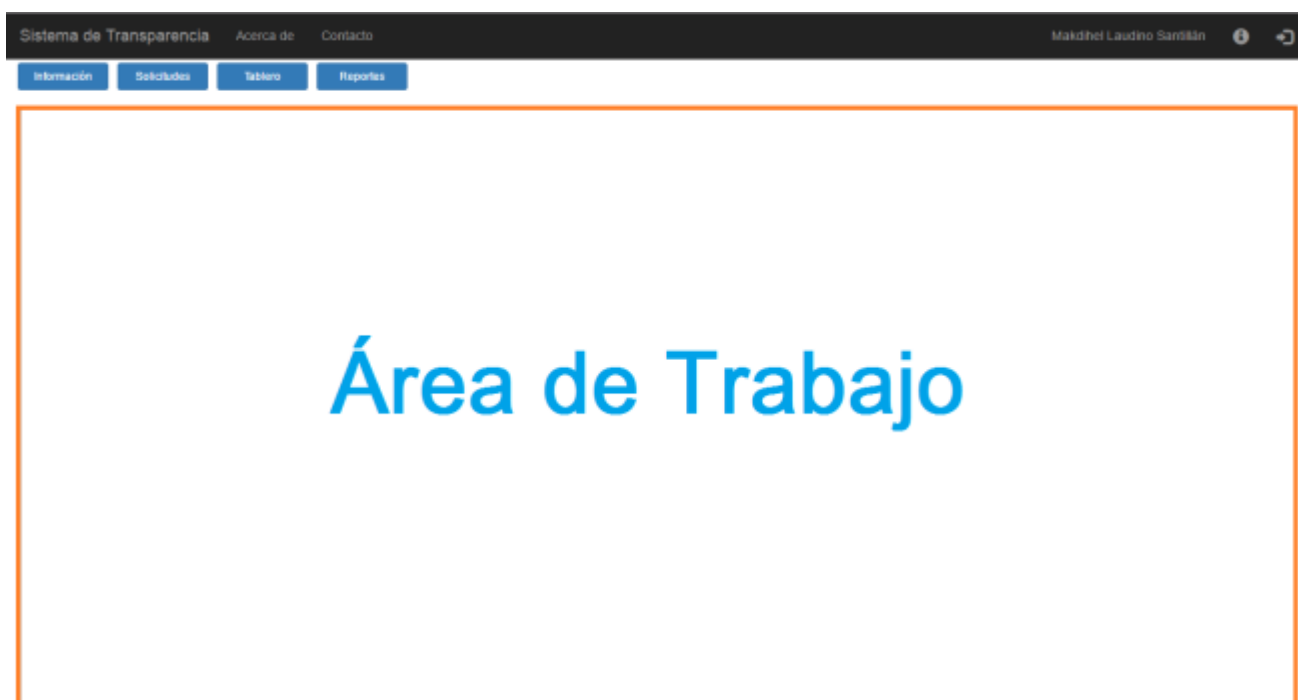 Sistema de Transparencia Acerca de Contacto Makdihel Laudino Santillán
Información Solicitudes Tablero Reportes
Área de Trabajo